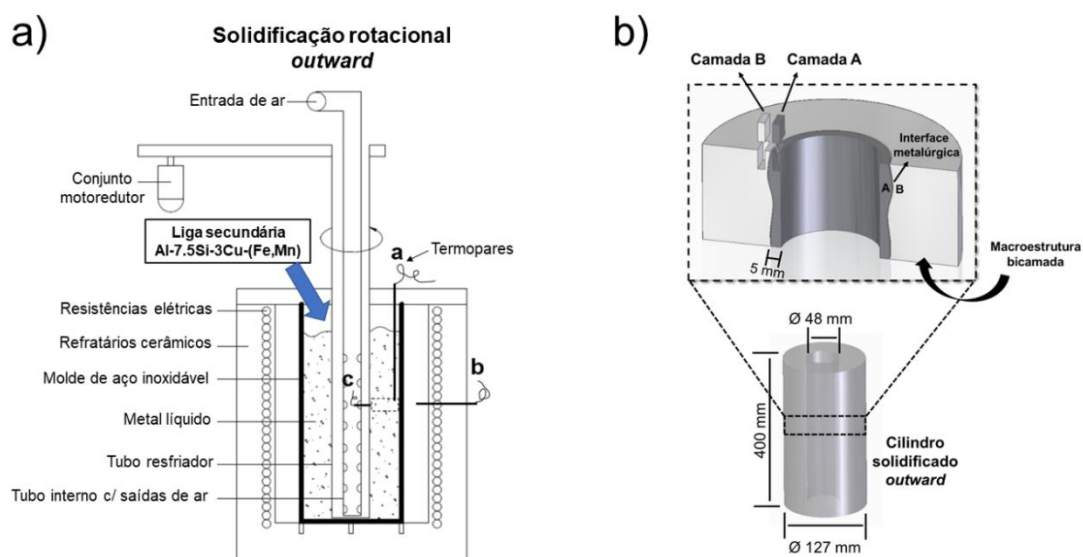 a)
Solidificação rotacional
outward
Entrada de ar
Conjunto
motoredutor
Liga secundária
Al-7.5Si-3Cu-(Fe,Mn)
a
Termopares
Resistências elétricas
Refratários cerâmicos
Molde de aço inoxidável
c
b
Metal líquido
Tubo resfriador
Tubo interno c/ saídas de ar
b)
Camada B
Camada A
Interface
metalúrgica
A
B
5 mm
Macroestrutura
bicamada
Ø 48 mm
400 mm
Cilindro
solidificado
outward
Ø 127 mm